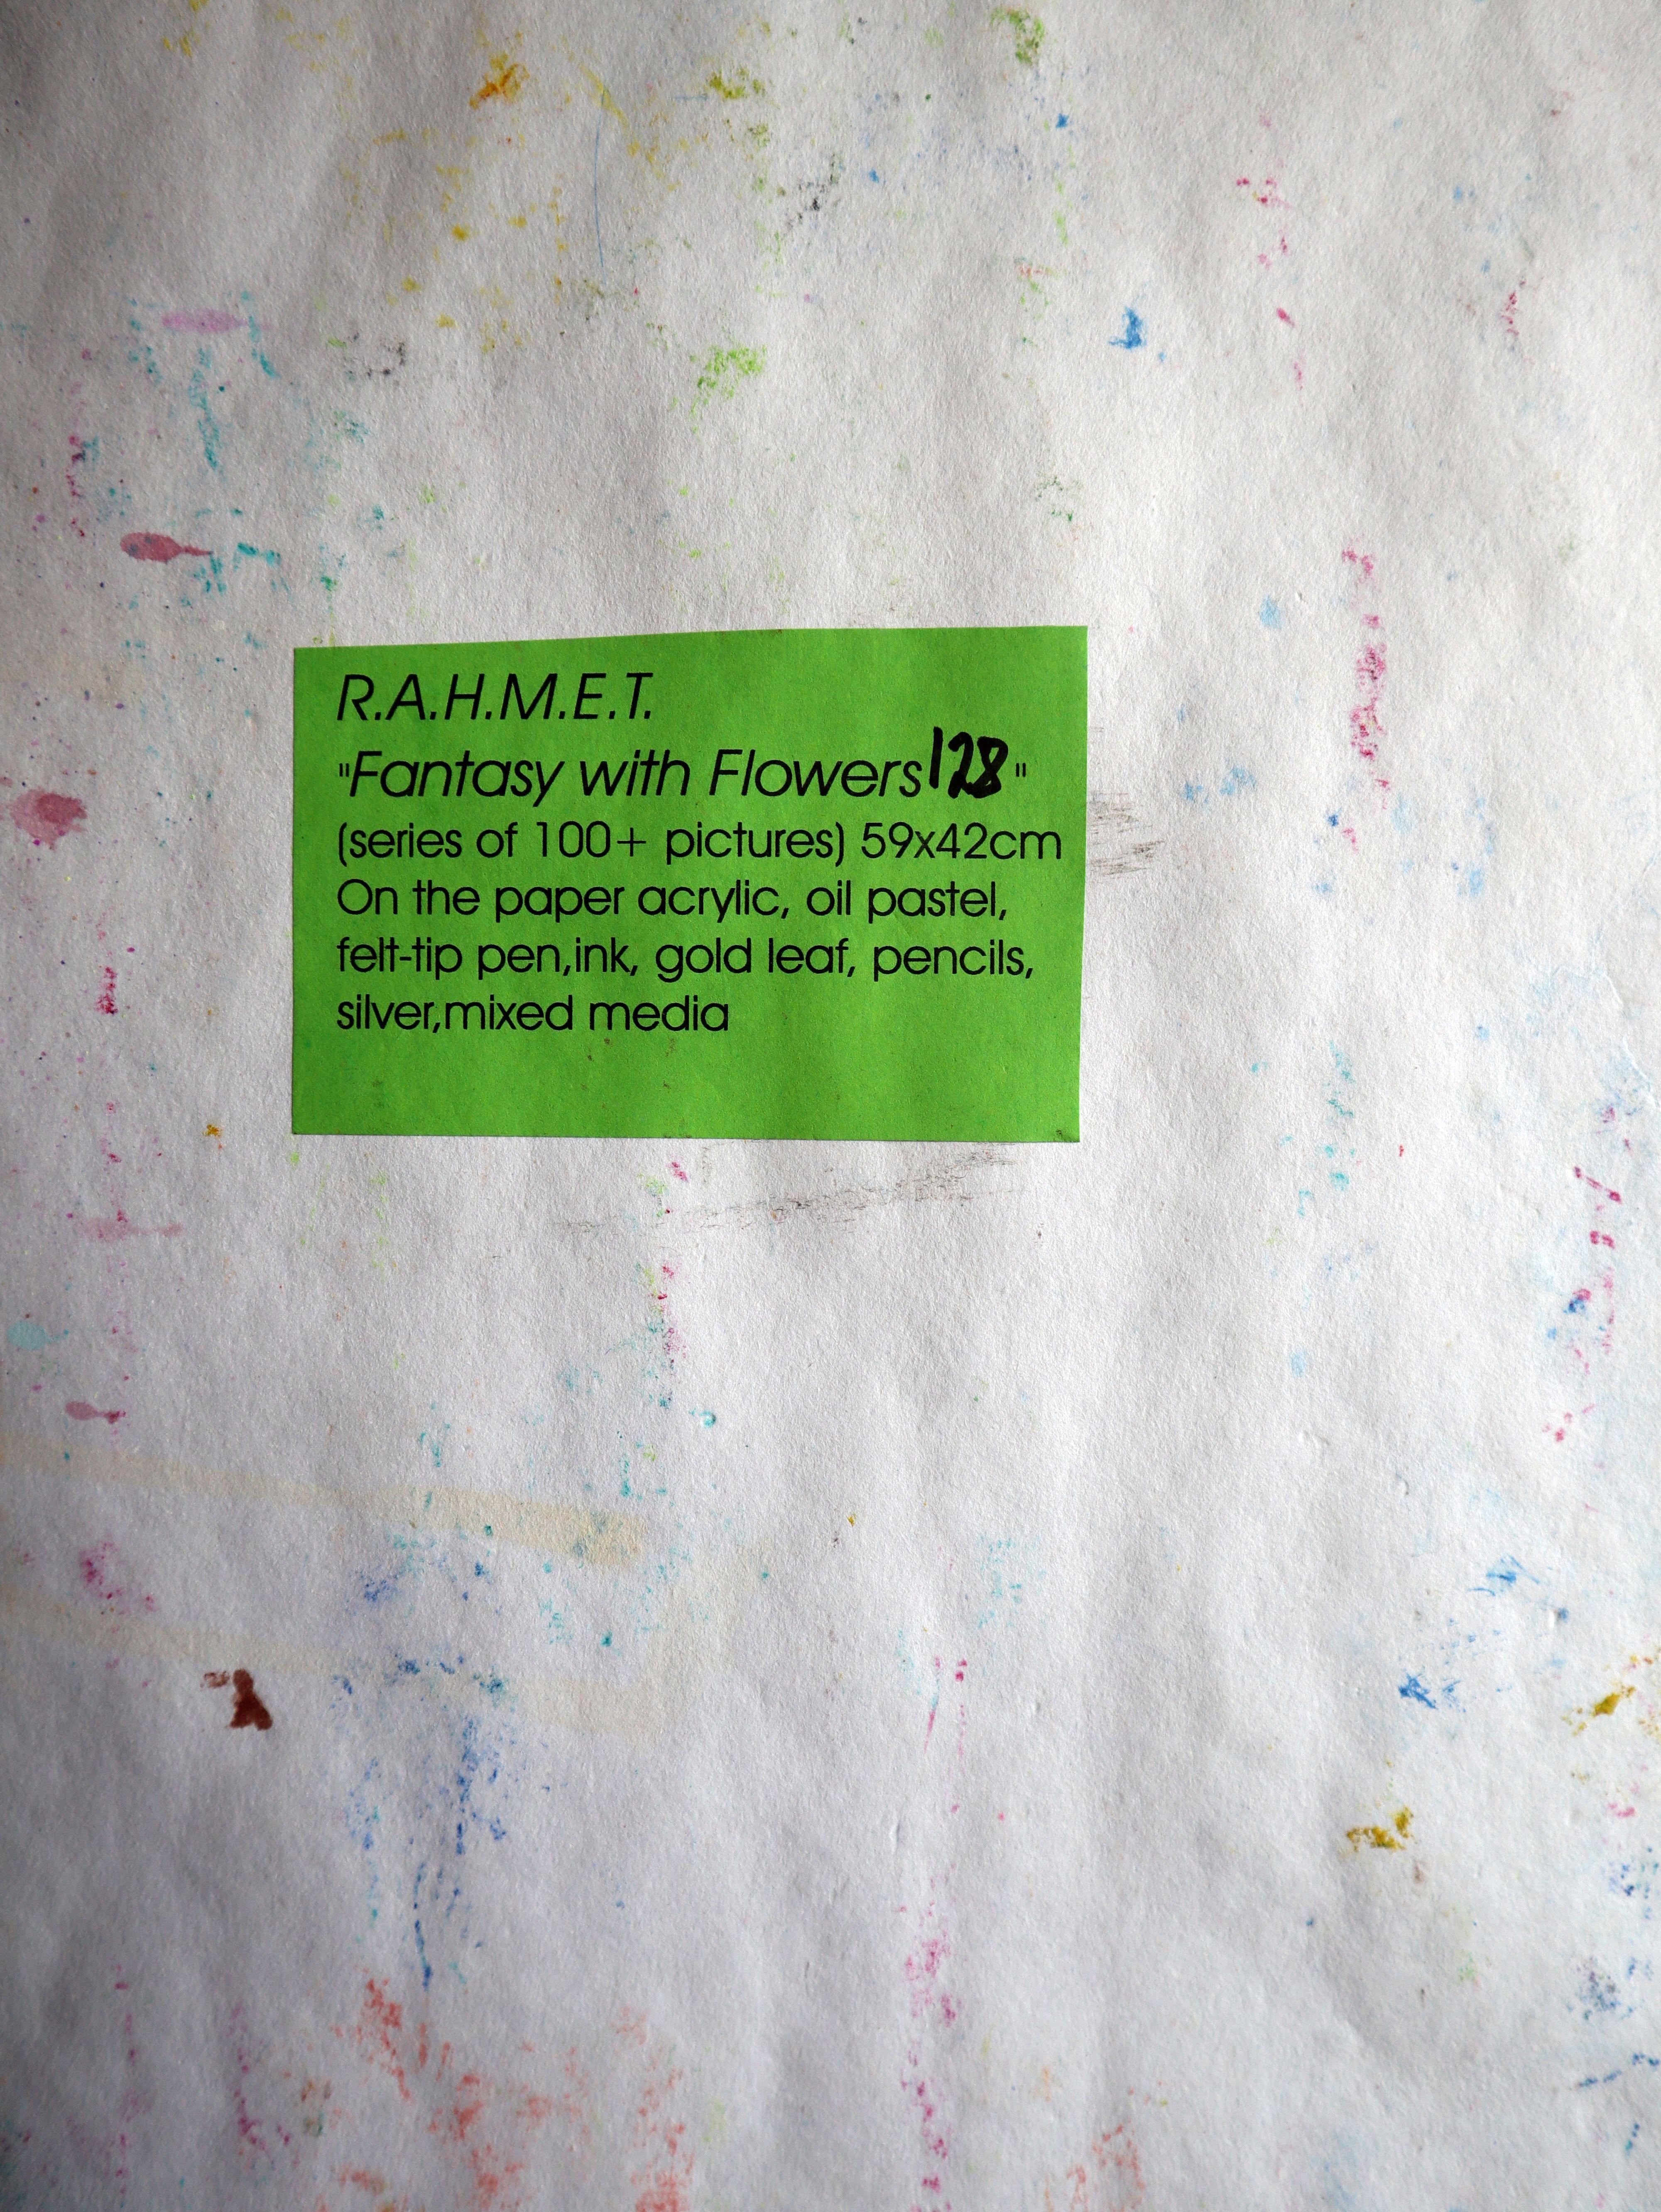 R.A.H.M.E.T.
"Fantasy with Flowers128"
(series of 100+ pictures) 59x42cm
On the paper acrylic, oil pastel,
felt-tip pen,ink, gold leaf, pencils,
silver,mixed media